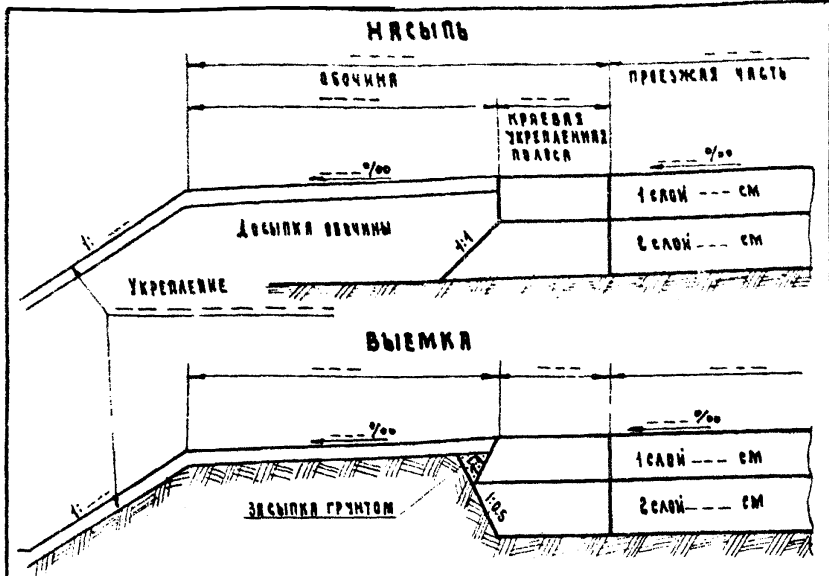 НАСЫПЬ
ОБОЧИНА
ПРОЕЗЖАЯ ЧАСТЬ
КРАЕВАЯ
УКРЕПЛЕННАЯ
ПОЛОСА
--- ‰
--- ‰
1 СЛОЙ --- СМ
1: ---
ДОСЫПКА ОБОЧИНЫ
1:1
2 СЛОЙ --- СМ
УКРЕПЛЕНИЕ
ВЫЕМКА
--- ‰
--- ‰
1 СЛОЙ --- СМ
1: ---
ЗАСЫПКА ГРУНТОМ
1:0.5
2 СЛОЙ --- СМ